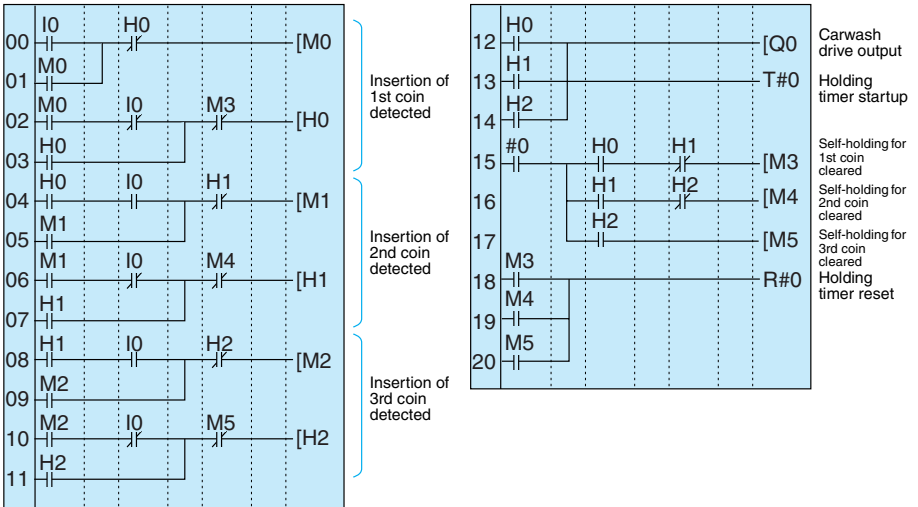 I0 H0
00 [M0
M0
01
M0 I0 M3
02 [H0
H0
03
H0 I0 H1
04 [M1
M1
05
M1 I0 M4
06 [H1
H1
07
H1 I0 H2
08 [M2
M2
09
M2 I0 M5
10 [H2
H2
11
Insertion of
1st coin
detected
Insertion of
2nd coin
detected
Insertion of
3rd coin
detected
H0
12 [Q0
H1
13 T#0
H2
14
#0 H0 H1
15 [M3
H1 H2
16 [M4
H2
17 [M5
M3
18 R#0
M4
19
M5
20
Carwash
drive output
Holding
timer startup
Self-holding for
1st coin
cleared
Self-holding for
2nd coin
cleared
Self-holding for
3rd coin
cleared
Holding
timer reset